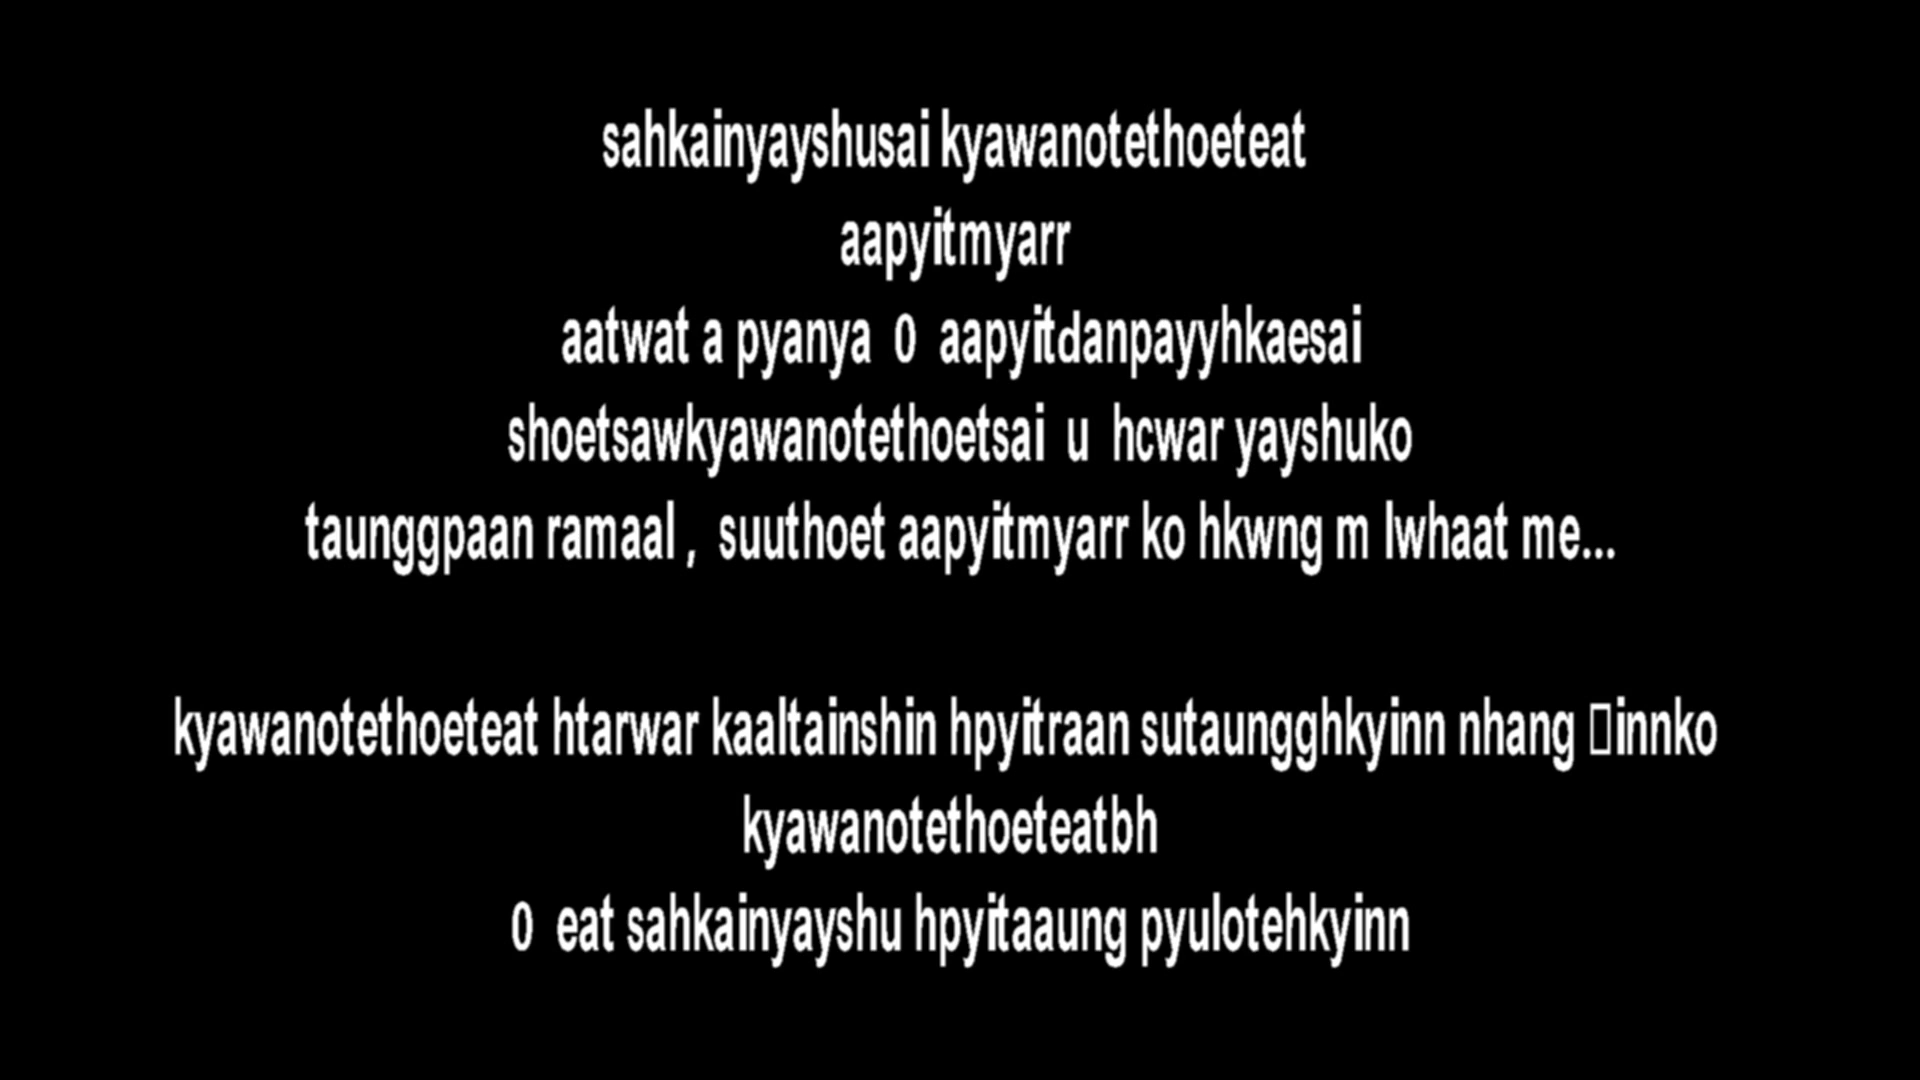 sahkainyayshusai kyawanotethoeteat
aapyitmyarr
aatwat a pyanya 0 aapyitdanpayyhkaesai
shoetsawkyawanotethoetsai u hcwar yayshuko
taunggpaan ramaal , suuthoet aapyitmyarr ko hkwng m lwhaat me...
kyawanotethoeteat htarwar kaaltainshin hpyitraan sutaungghkyinn nhang □innko
kyawanotethoeteatbh
0 eat sahkainyayshu hpyitaaung pyulotehkyinn